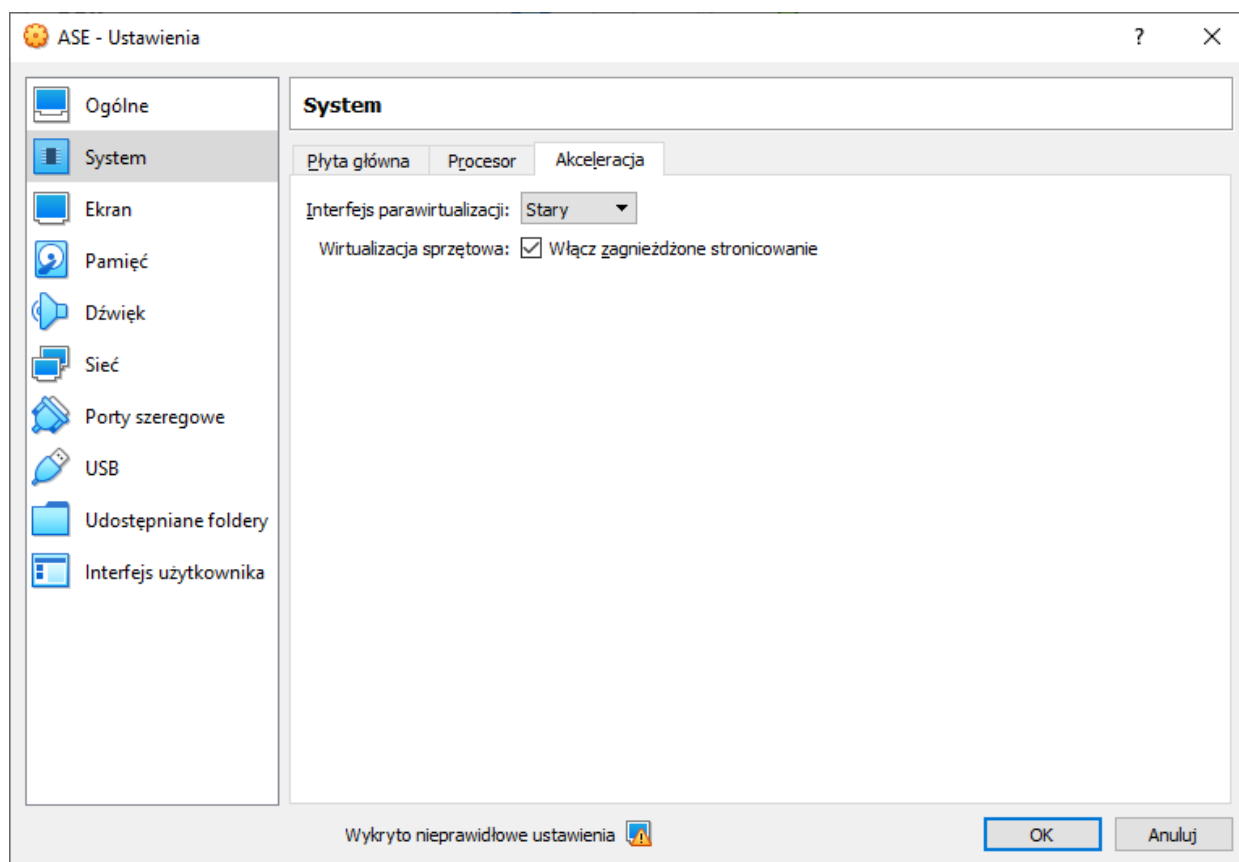 ASE - Ustawienia
?
Ogólne
System
Ekran
Pamięć
Dźwięk
Sieć
Porty szeregowe
USB
Udostępniane foldery
Interfejs użytkownika
System
Płyta główna Procesor Akceleracja
Interfejs parawirtualizacji: Stary
Wirtualizacja sprzętowa: Włącz zagnieżdżone stronicowanie
Wykryto nieprawidłowe ustawienia
OK Anuluj